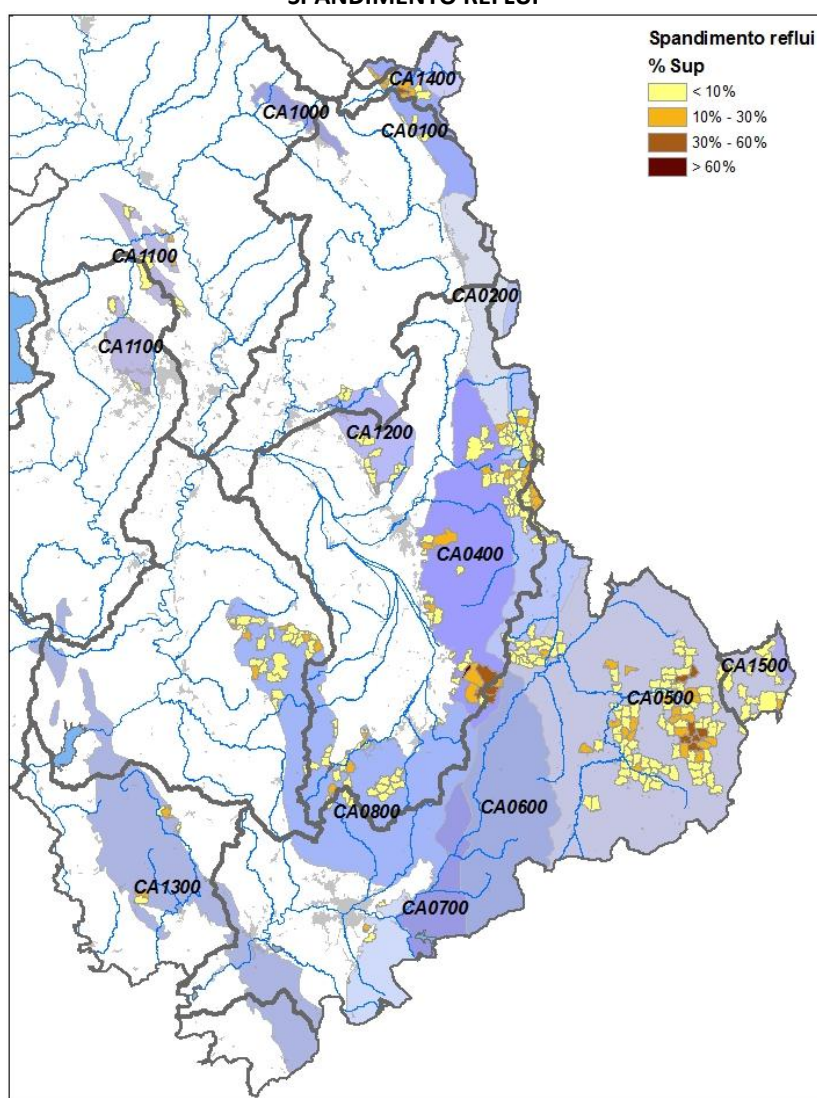 SPANDIMENTO REFLUI
Spandimento reflui
% Sup
< 10%
10% - 30%
30% - 60%
> 60%
CA1400
CA1000
CA0100
CA1100
CA0200
CA1100
CA1200
CA0400
CA1500
CA0500
CA0800
CA0600
CA1300
CA0700